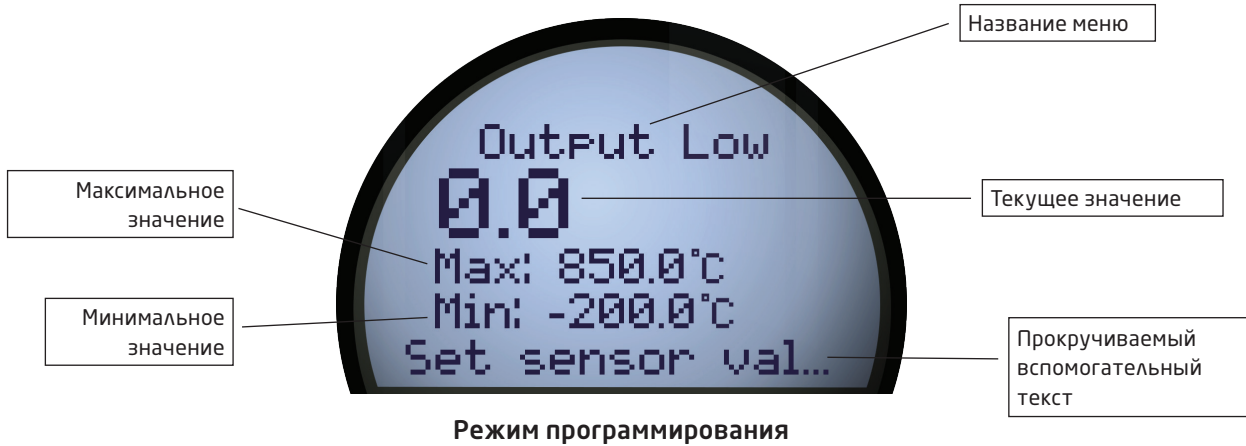 Название меню
Output Low
0.0
Текущее значение
Максимальное
значение
Max: 850.0°C
Min: -200.0°C
Минимальное
значение
Set sensor val...
Прокручиваемый
вспомогательный
текст
Режим программирования